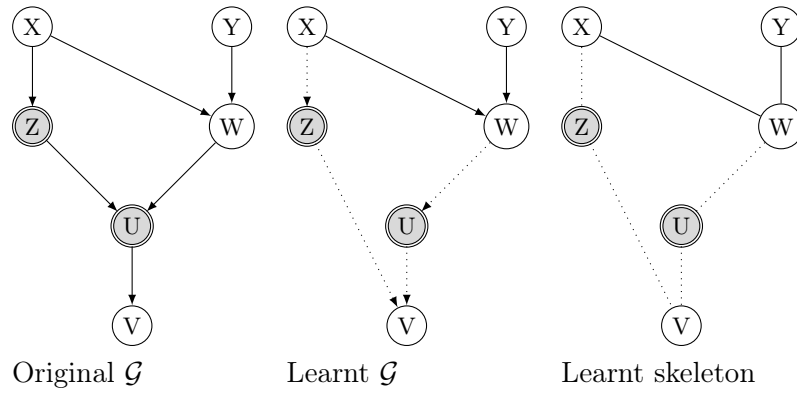 X Y X Y X Y
Z W Z W Z W
U U U
V V V
Original 𝒢 Learnt 𝒢 Learnt skeleton